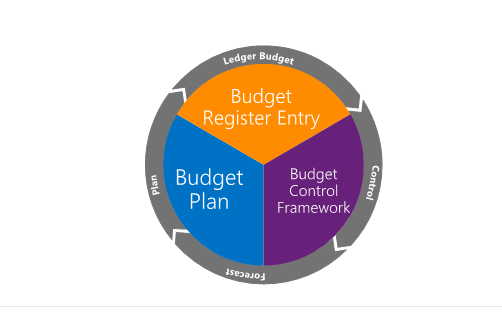 Ledger Budget
Budget
Register Entry
Budget
Plan
Budget
Control
Framework
Plan
Control
Forecast